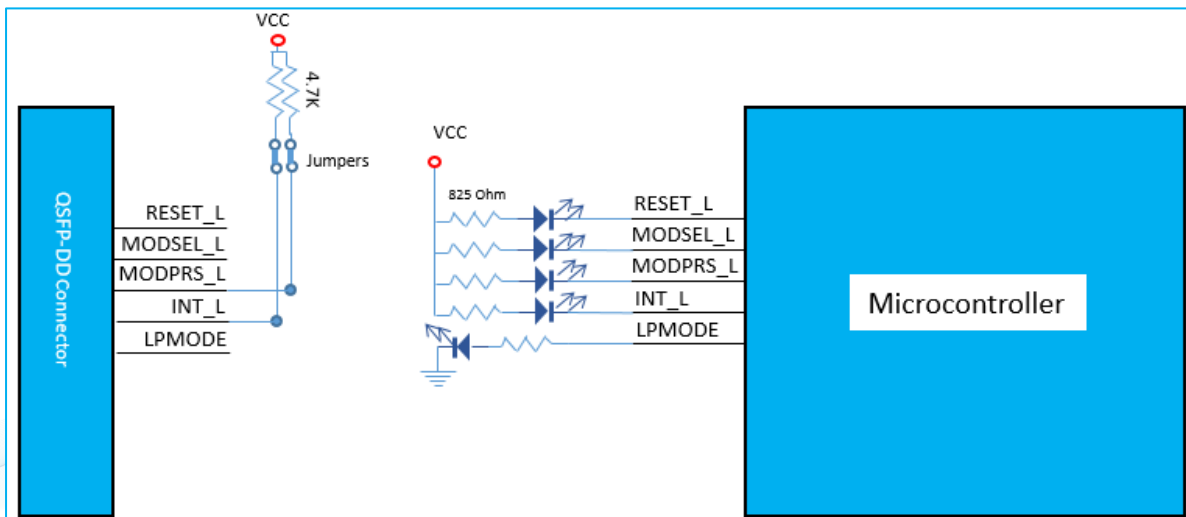 VCC
4.7K
Jumpers
QSFP-DD Connector
RESET_L
MODSEL_L
MODPRS_L
INT_L
LPMODE
VCC
825 Ohm
RESET_L
MODSEL_L
MODPRS_L
INT_L
LPMODE
Microcontroller